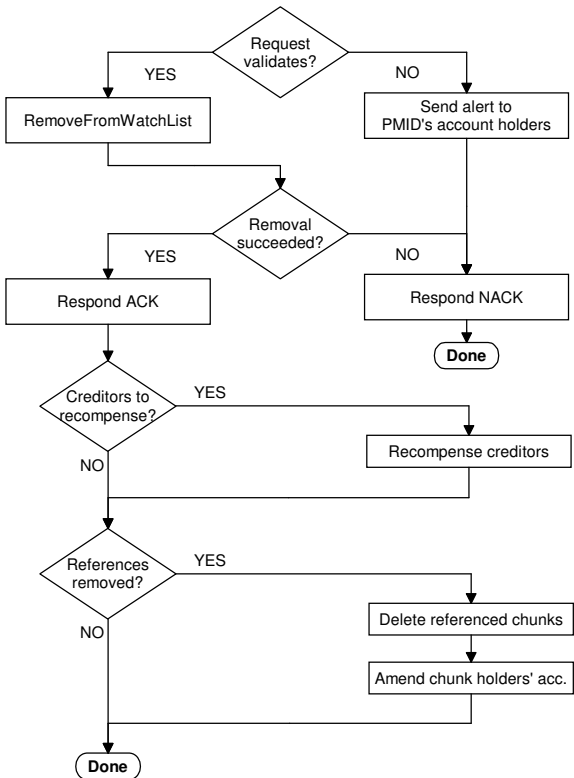 Request
validates?
YES
NO
RemoveFromWatchList
Send alert to
PMID's account holders
Removal
succeeded?
YES
NO
Respond ACK
Respond NACK
Done
Creditors to
recompense?
YES
Recompense creditors
NO
References
removed?
YES
Delete referenced chunks
NO
Amend chunk holders' acc.
Done